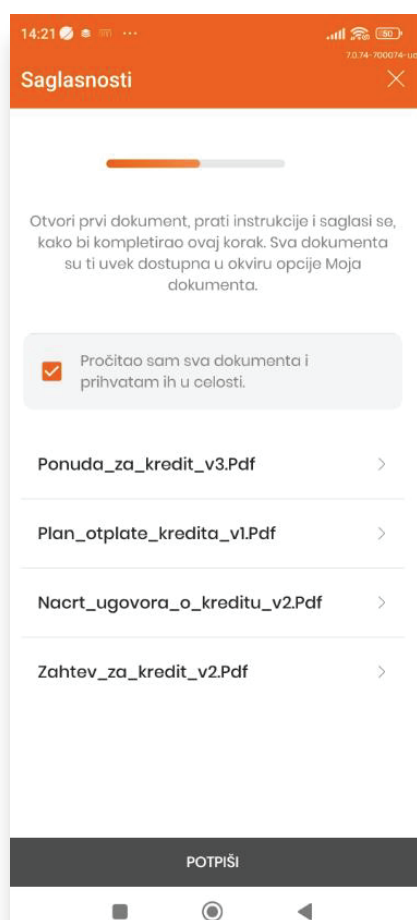 14:21
50
7.0.74-700074-ua
Saglasnosti
Otvori prvi dokument, prati instrukcije i saglasi se,
kako bi kompletirao ovaj korak. Sva dokumenta
su ti uvek dostupna u okviru opcije Moja
dokumenta.
Pročitao sam sva dokumenta i
prihvatam ih u celosti.
Ponuda_za_kredit_v3.Pdf
Plan_otplate_kredita_v1.Pdf
Nacrt_ugovora_o_kreditu_v2.Pdf
Zahtev_za_kredit_v2.Pdf
POTPIŠI